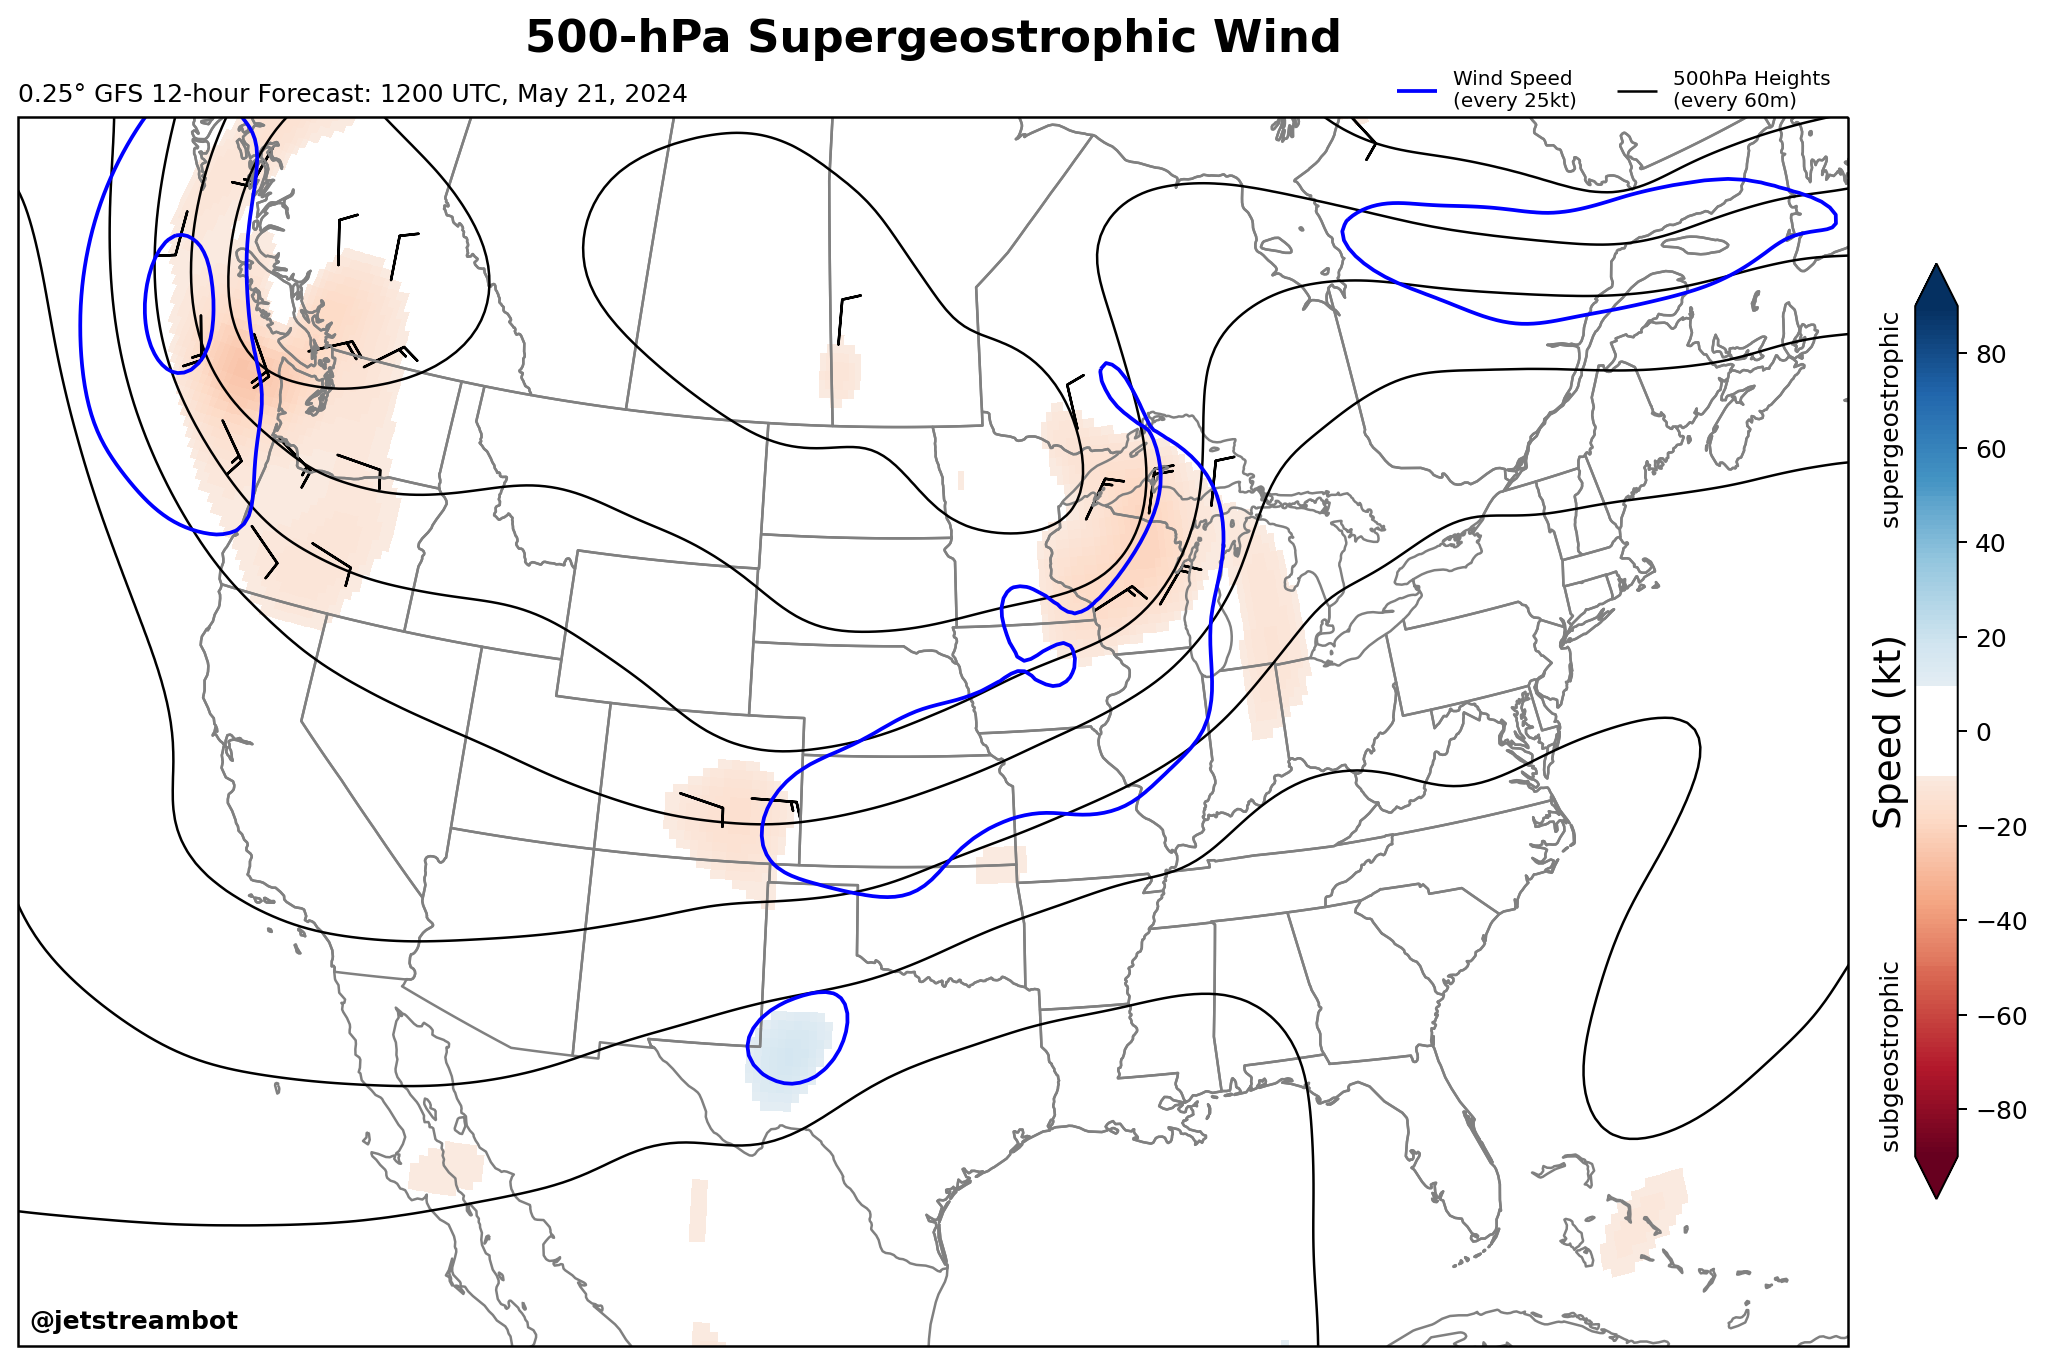 500-hPa Supergeostrophic Wind
0.25° GFS 12-hour Forecast: 1200 UTC, May 21, 2024
Wind Speed
(every 25kt)
500hPa Heights
(every 60m)
supergeostrophic
subgeostrophic
Speed (kt)
80
60
40
20
0
−20
−40
−60
−80
@jetstreambot